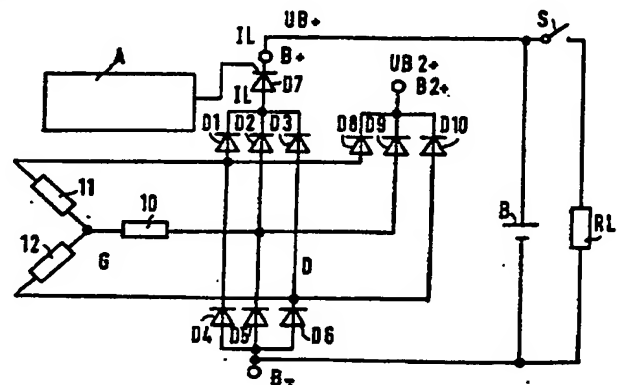 UB+
S
IL
B+
A
D7
UB2+
B2+
IL
D1 D2 D3
D8 D9 D10
11
10
12
G
D
B
RL
D4 D5 D6
B-